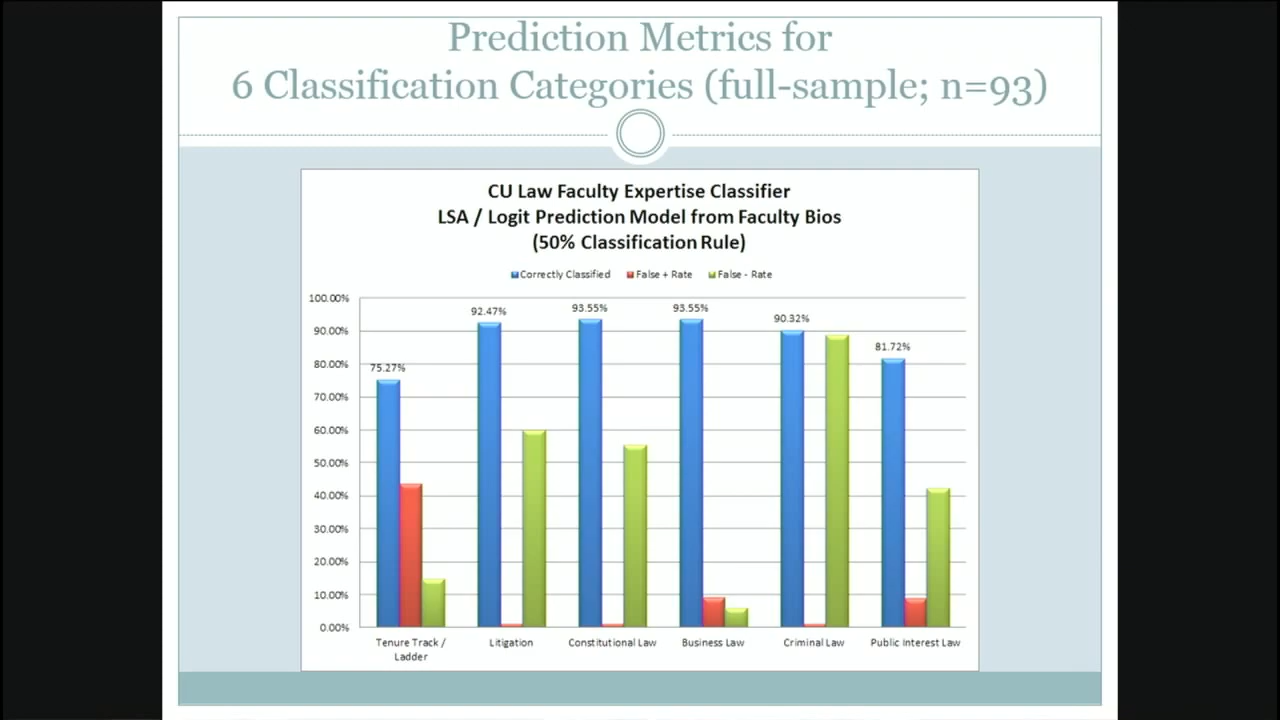 Prediction Metrics for
6 Classification Categories (full-sample; n=93)
CU Law Faculty Expertise Classifier
LSA / Logit Prediction Model from Faculty Bios
(50% Classification Rule)
Correctly Classified False + Rate False - Rate
100.00%
90.00%
80.00%
70.00%
60.00%
50.00%
40.00%
30.00%
20.00%
10.00%
0.00%
75.27%
92.47%
93.55%
93.55%
90.32%
81.72%
Tenure Track /
Ladder
Litigation
Constitutional Law
Business Law
Criminal Law
Public Interest Law